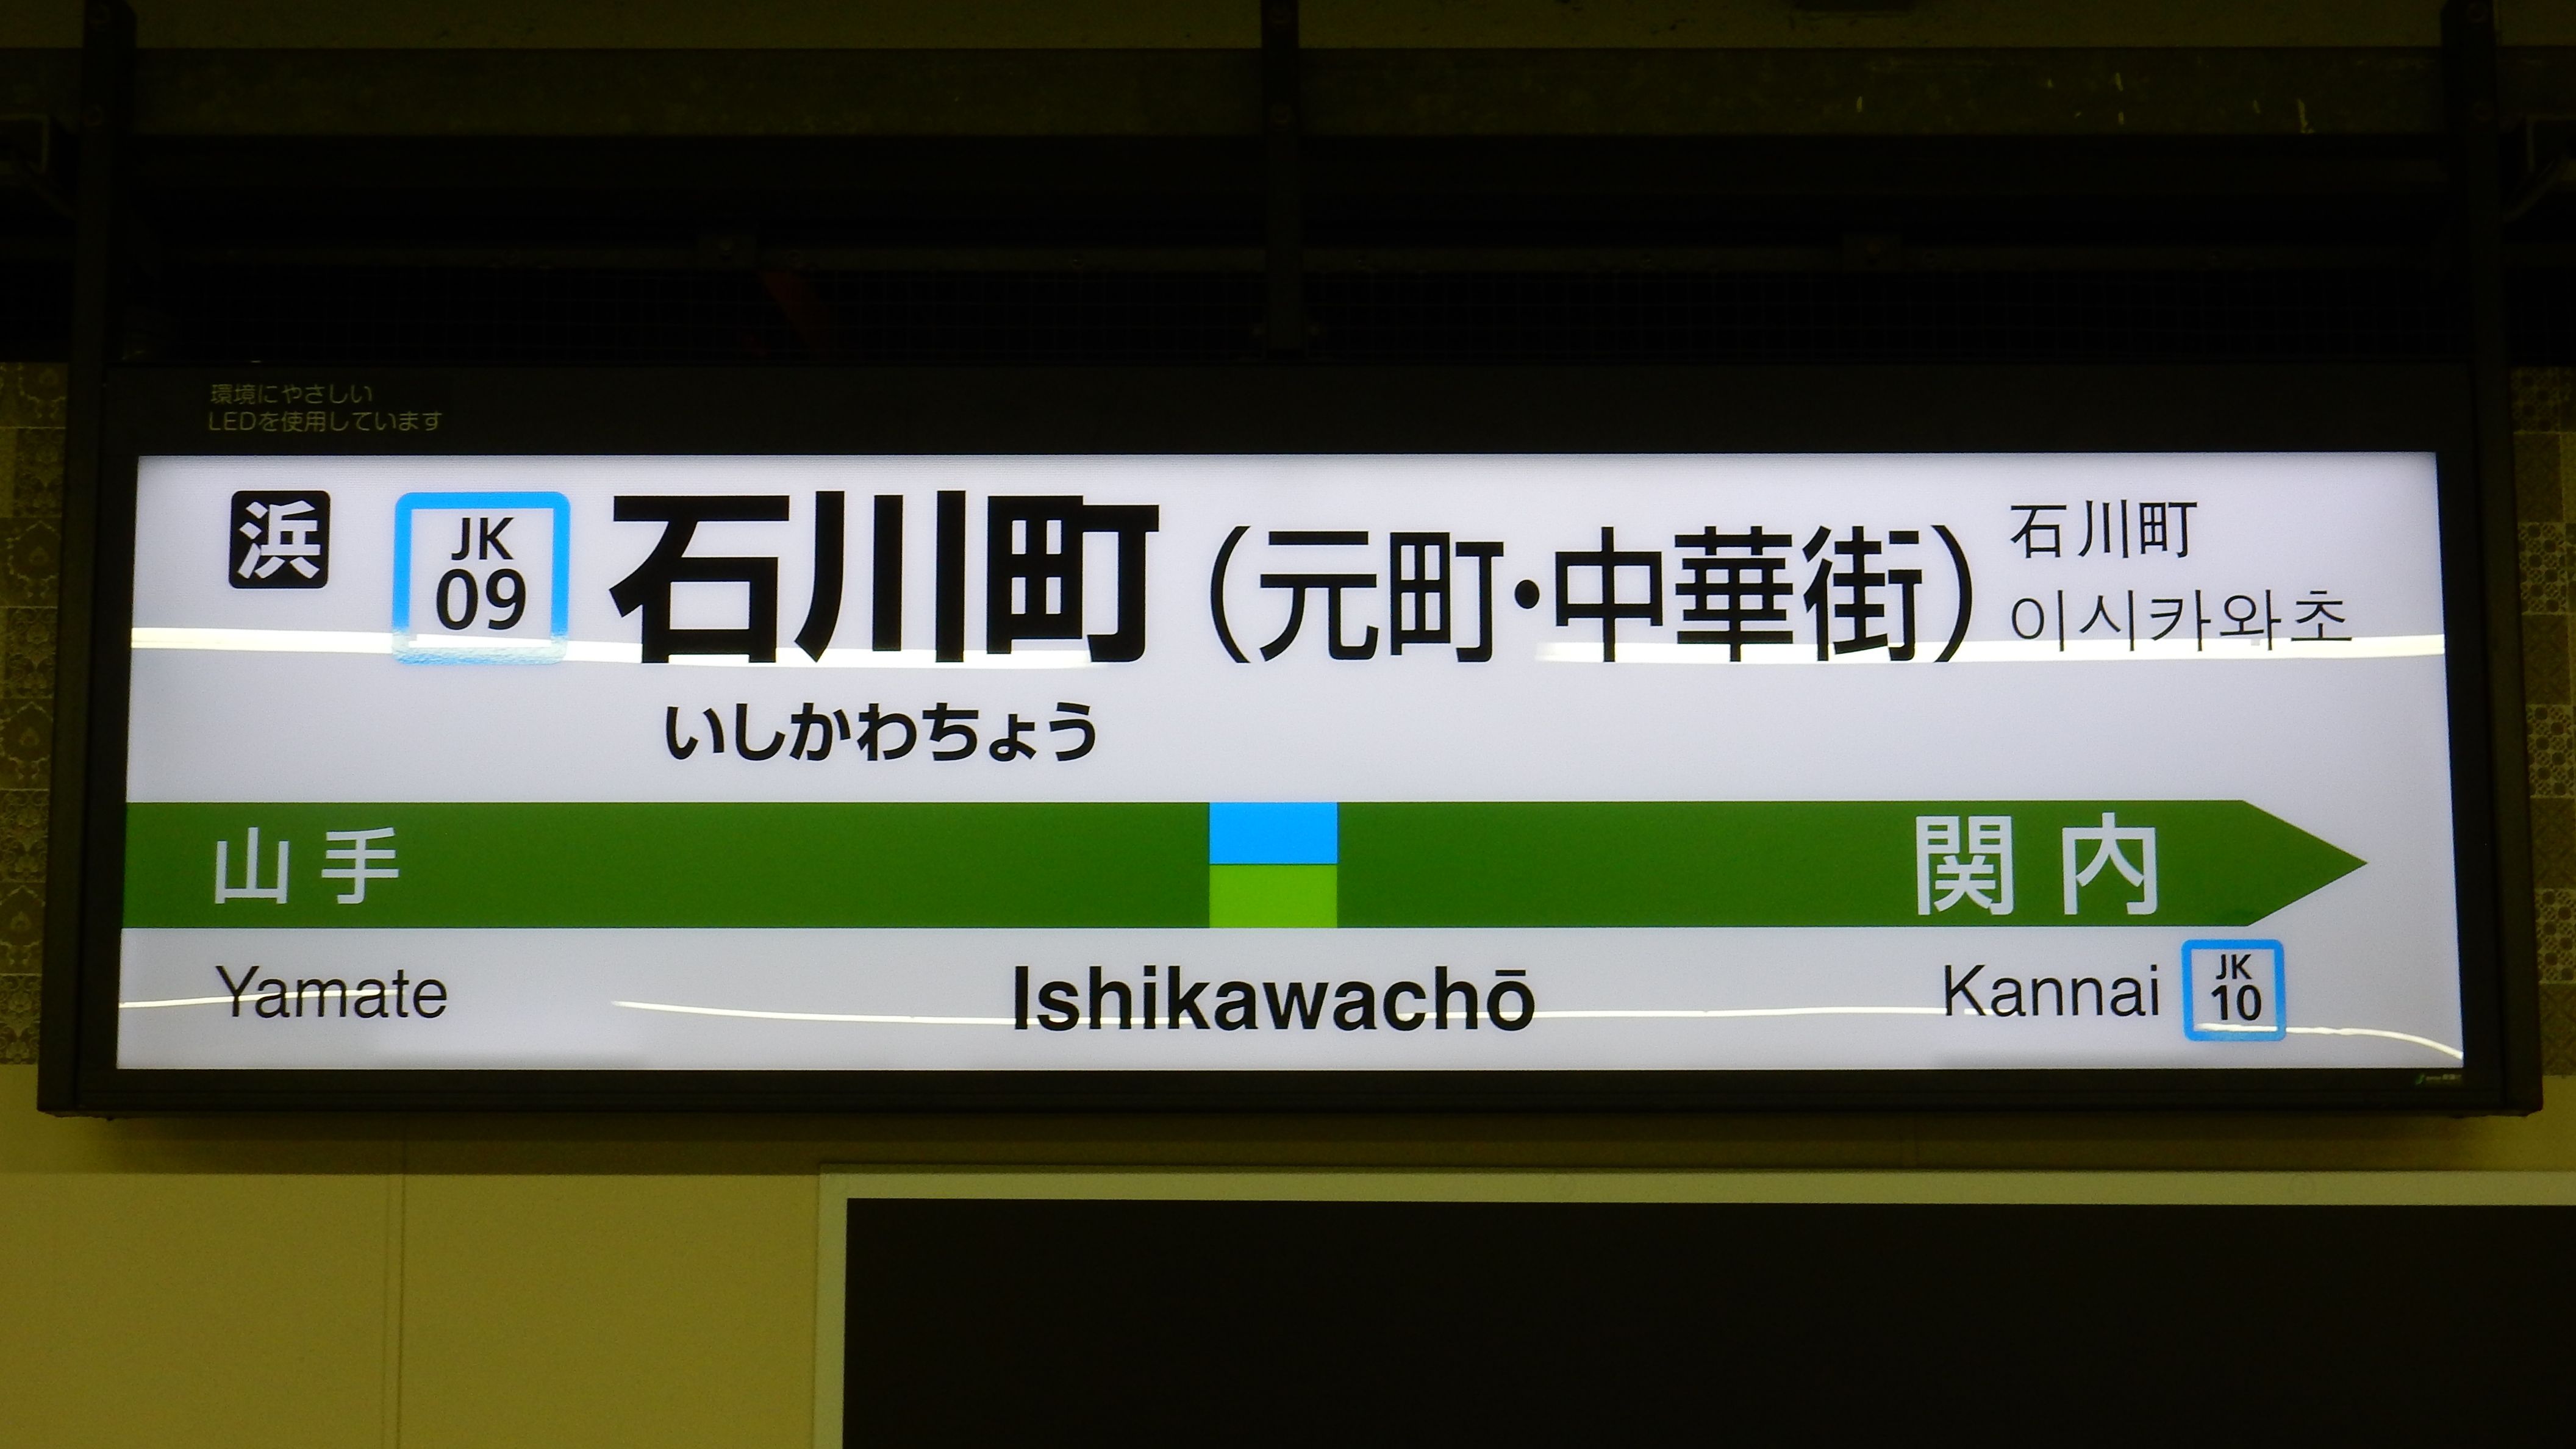 環境にやさしい
LEDを使用しています
浜
JK
09
石川町(元町・中華街)
石川町
이시카와초
いしかわちょう
山手
関内
Yamate
Ishikawachō
Kannai
JK
10